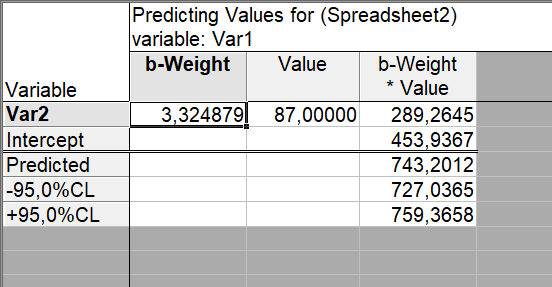 Predicting Values for (Spreadsheet2)
variable: Var1
Variable b-Weight Value b-Weight
* Value
Var2 3,324879 87,00000 289,2645
Intercept 453,9367
Predicted 743,2012
-95,0%CL 727,0365
+95,0%CL 759,3658